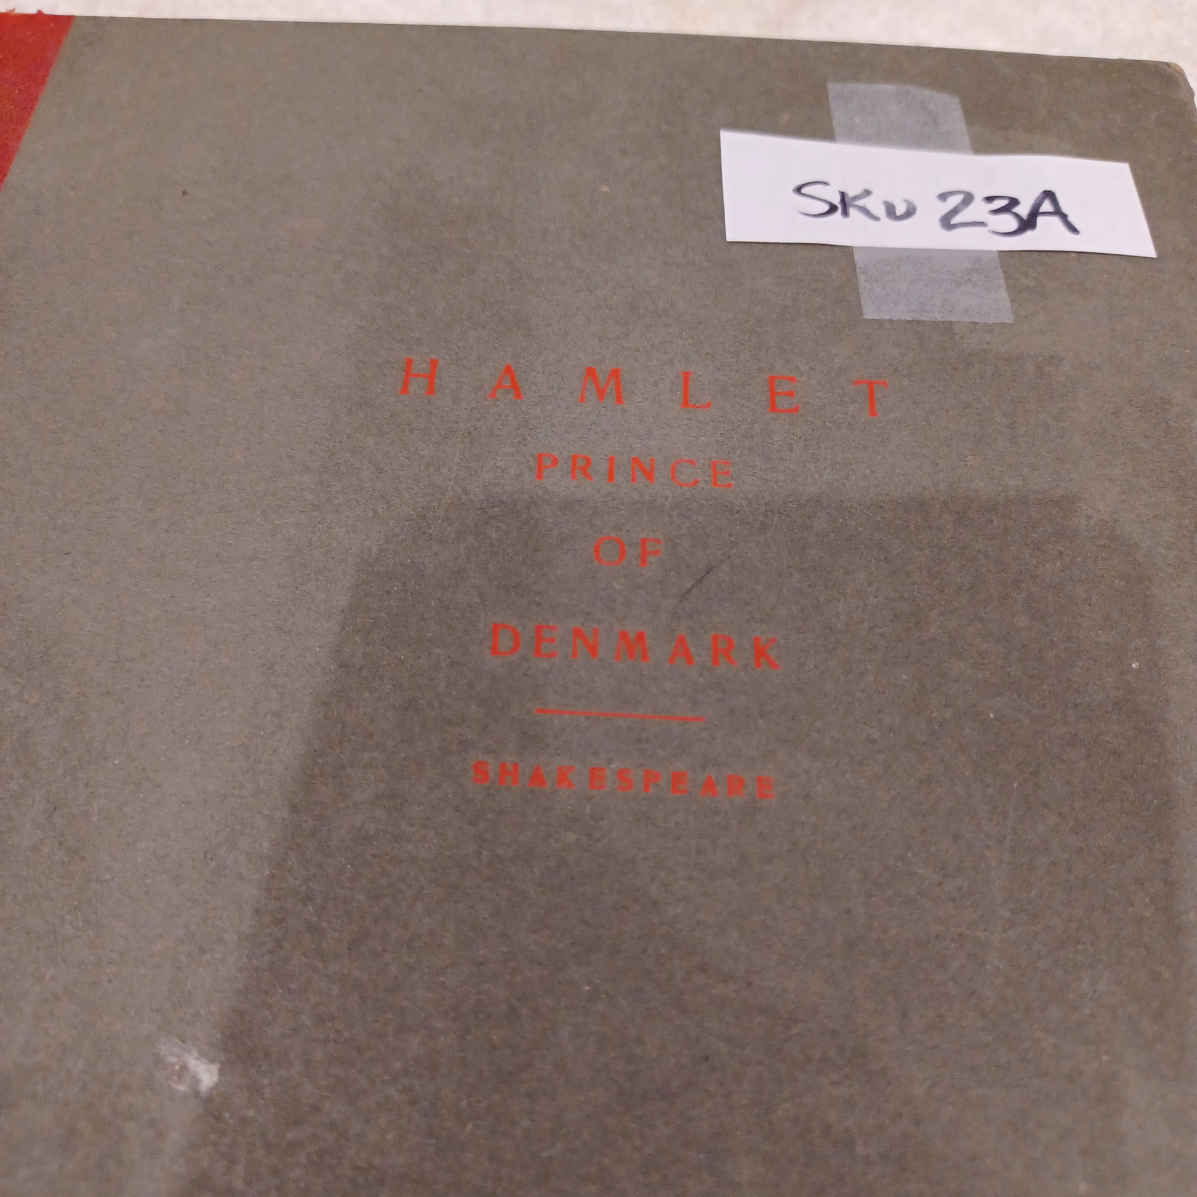 SKU 23A
HAMLET
PRINCE
OF
DENMARK
SHAKESPEARE